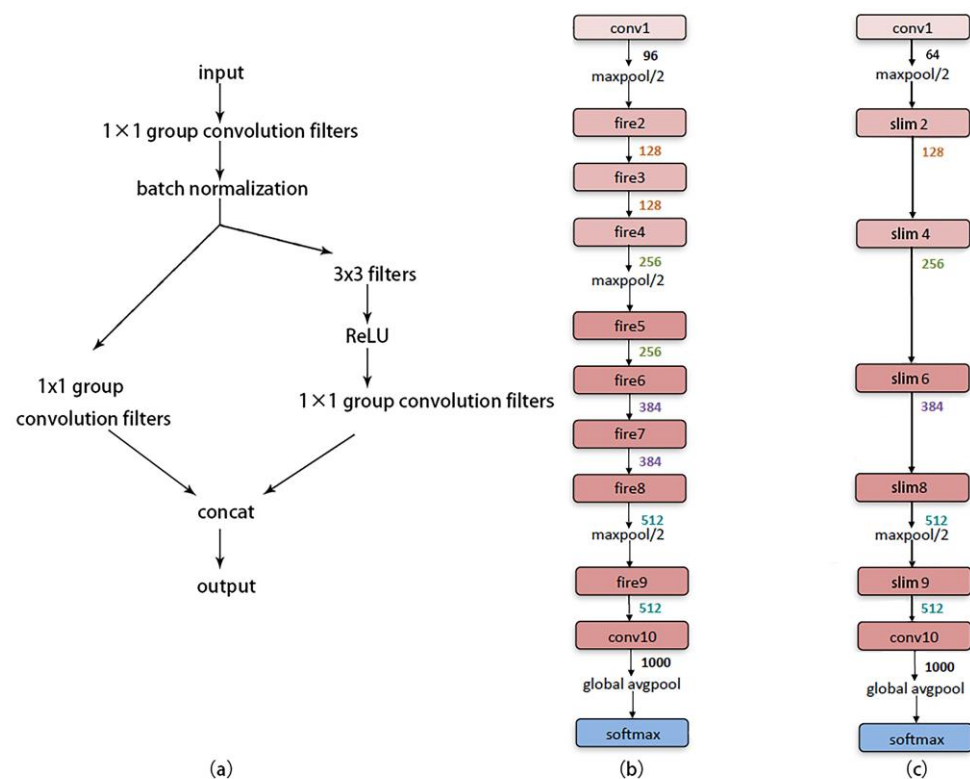 input
1×1 group convolution filters
batch normalization
3x3 filters
ReLU
1x1 group
convolution filters
1×1 group convolution filters
concat
output
(a)
conv1
96
maxpool/2
fire2
128
fire3
128
fire4
256
maxpool/2
fire5
256
fire6
384
fire7
384
fire8
512
maxpool/2
fire9
512
conv10
1000
global avgpool
softmax
(b)
conv1
64
maxpool/2
slim 2
128
slim 4
256
slim 6
384
slim8
512
maxpool/2
slim 9
512
conv10
1000
global avgpool
softmax
(c)